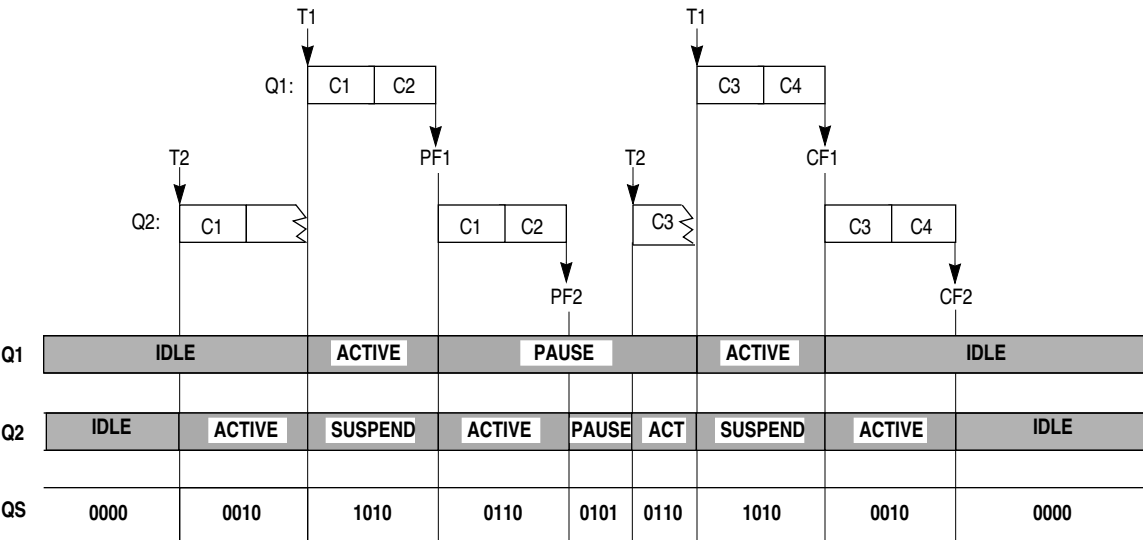 T1 T1
Q1: C1 C2 C3 C4
T2 PF1 T2 CF1
Q2: C1 C1 C2 C3 C3 C4
PF2 CF2
Q1 IDLE ACTIVE PAUSE ACTIVE IDLE
Q2 IDLE ACTIVE SUSPEND ACTIVE PAUSE ACT SUSPEND ACTIVE IDLE
QS 0000 0010 1010 0110 0101 0110 1010 0010 0000